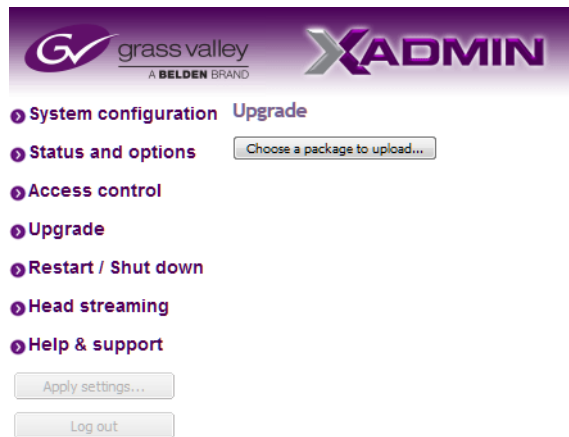 GV grass valley XADMIN
A BELDEN BRAND
System configuration
Status and options
Access control
Upgrade
Restart / Shut down
Head streaming
Help & support
Apply settings...
Log out
Upgrade
Choose a package to upload...